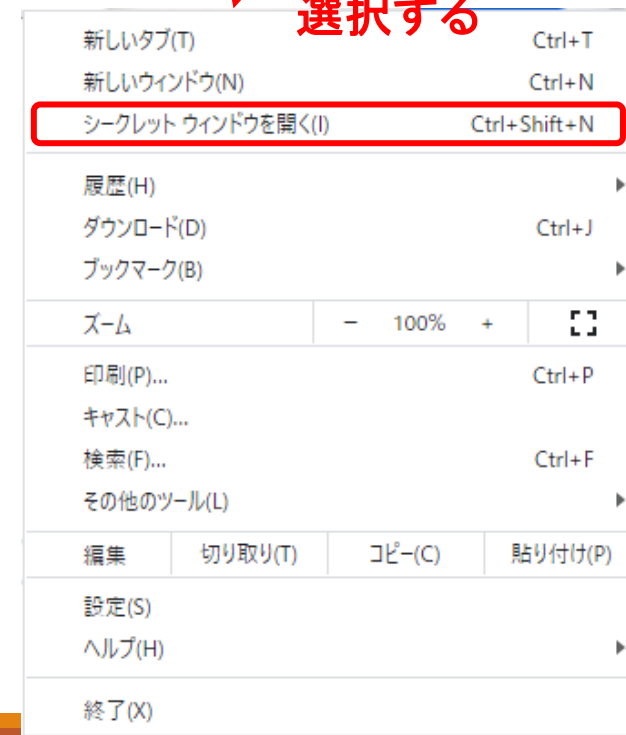 選択する
新しいタブ(T) Ctrl+T
新しいウィンドウ(N) Ctrl+N
シークレット ウィンドウを開く(I) Ctrl+Shift+N
履歴(H)
ダウンロード(D) Ctrl+J
ブックマーク(B)
ズーム － 100% +
印刷(P)... Ctrl+P
キャスト(C)...
検索(F)... Ctrl+F
その他のツール(L)
編集 切り取り(T) コピー(C) 貼り付け(P)
設定(S)
ヘルプ(H)
終了(X)